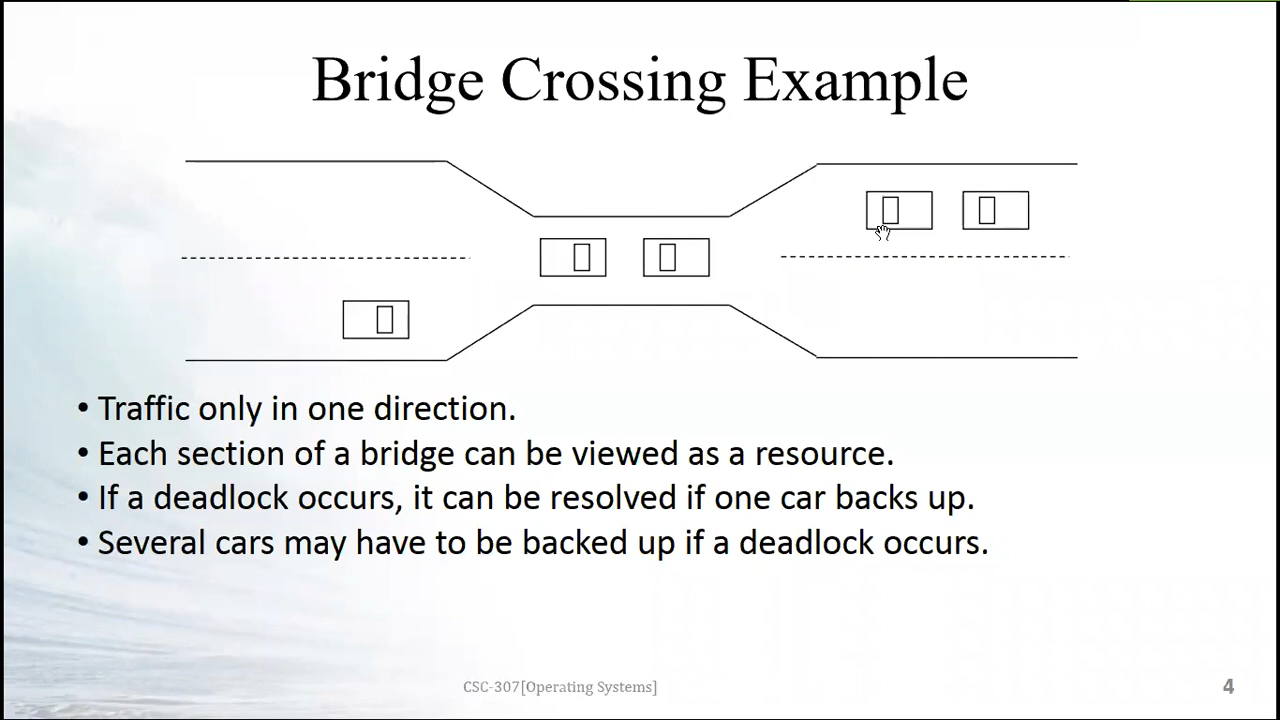 Bridge Crossing Example
• Traffic only in one direction.
• Each section of a bridge can be viewed as a resource.
• If a deadlock occurs, it can be resolved if one car backs up.
• Several cars may have to be backed up if a deadlock occurs.
CSC-307[Operating Systems]
4